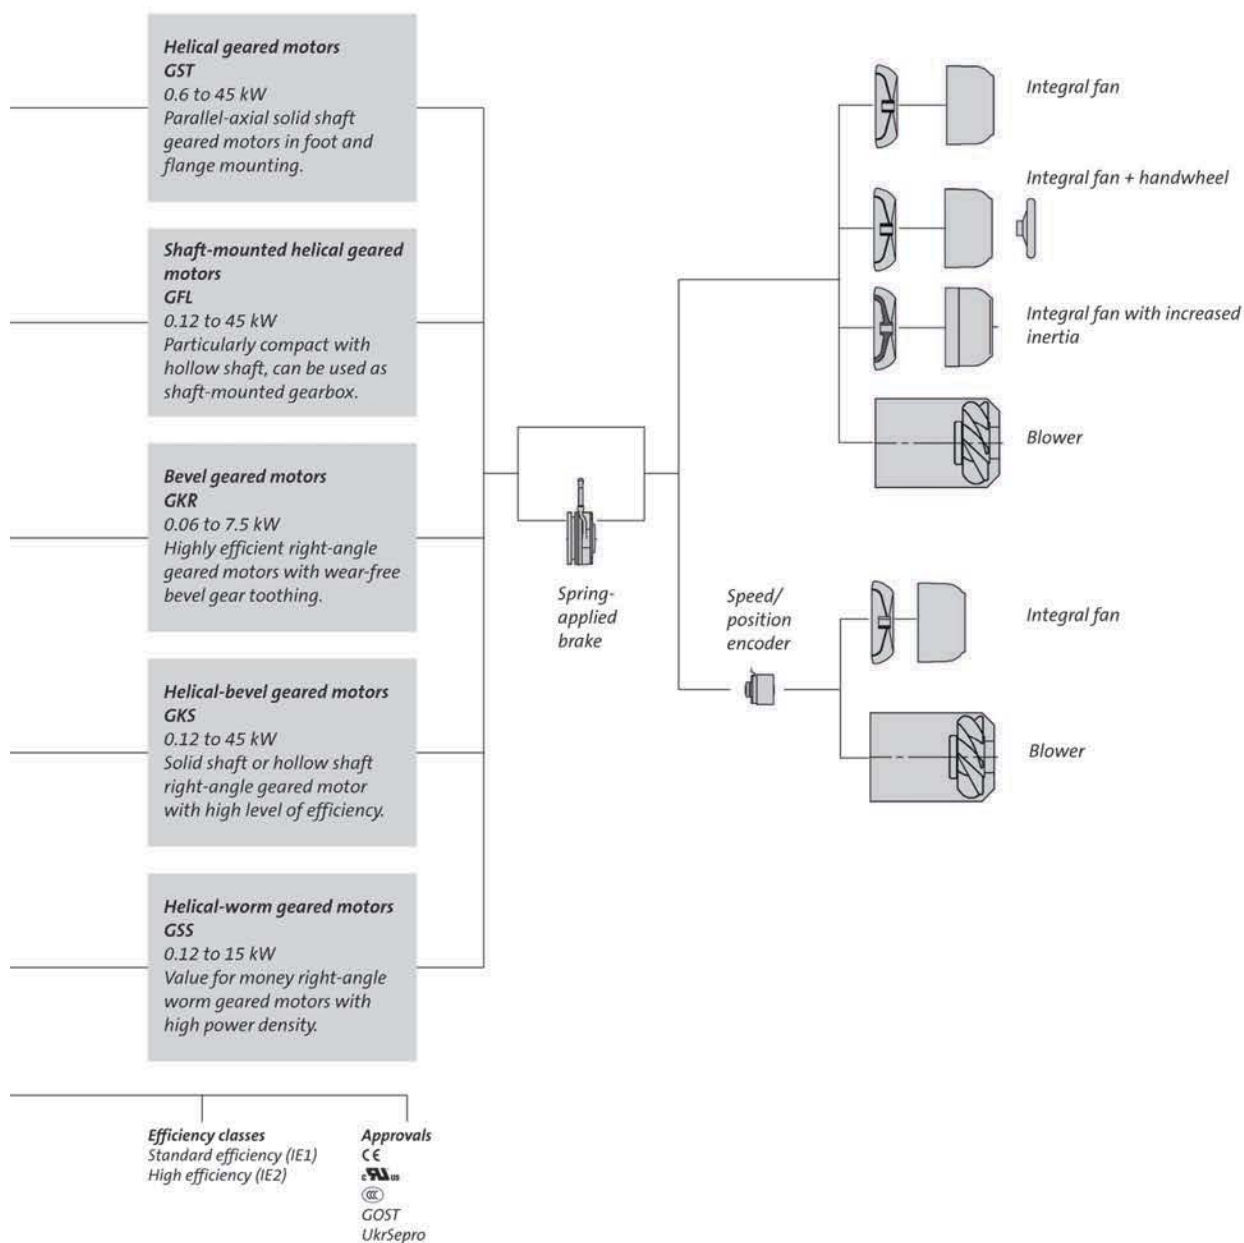 Helical geared motors
GST
0.6 to 45 kW
Parallel-axial solid shaft
geared motors in foot and
flange mounting.
Shaft-mounted helical geared
motors
GFL
0.12 to 45 kW
Particularly compact with
hollow shaft, can be used as
shaft-mounted gearbox.
Bevel geared motors
GKR
0.06 to 7.5 kW
Highly efficient right-angle
geared motors with wear-free
bevel gear toothing.
Helical-bevel geared motors
GKS
0.12 to 45 kW
Solid shaft or hollow shaft
right-angle geared motor
with high level of efficiency.
Helical-worm geared motors
GSS
0.12 to 15 kW
Value for money right-angle
worm geared motors with
high power density.
Spring-
applied
brake
Speed/
position
encoder
Integral fan
Integral fan + handwheel
Integral fan with increased
inertia
Blower
Integral fan
Blower
Efficiency classes
Standard efficiency (IE1)
High efficiency (IE2)
Approvals
CE
c RU us
CCC
GOST
UkrSepro